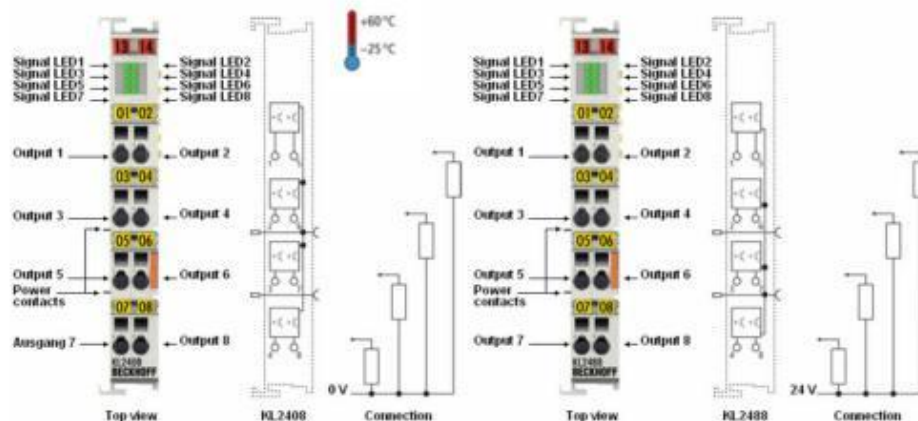 +60 °C
-25 °C
13 14
Signal LED1
Signal LED3
Signal LED5
Signal LED7
Signal LED2
Signal LED4
Signal LED6
Signal LED8
01 02
Output 1
Output 2
03 04
Output 3
Output 4
05 06
Output 5
Output 6
Power
contacts
07 08
Ausgang 7
Output 8
KL2408
BECKHOFF
0 V
Top view
KL2408
Connection
13 14
Signal LED1
Signal LED3
Signal LED5
Signal LED7
Signal LED2
Signal LED4
Signal LED6
Signal LED8
01 02
Output 1
Output 2
03 04
Output 3
Output 4
05 06
Output 5
Output 6
Power
contacts
07 08
Output 7
Output 8
KL2488
BECKHOFF
24 V
Top view
KL2488
Connection